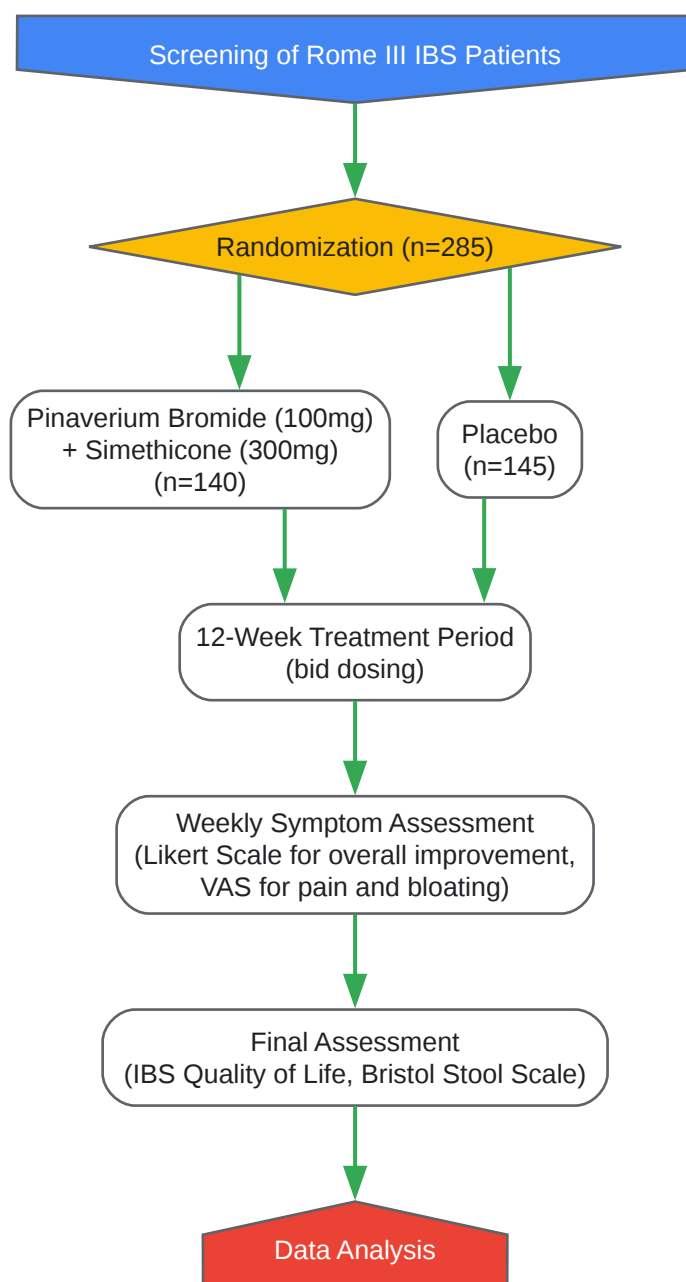 Screening of Rome III IBS Patients
Randomization (n=285)
Pinaverium Bromide (100mg)
+ Simethicone (300mg)
(n=140)
Placebo
(n=145)
12-Week Treatment Period
(bid dosing)
Weekly Symptom Assessment
(Likert Scale for overall improvement,
VAS for pain and bloating)
Final Assessment
(IBS Quality of Life, Bristol Stool Scale)
Data Analysis